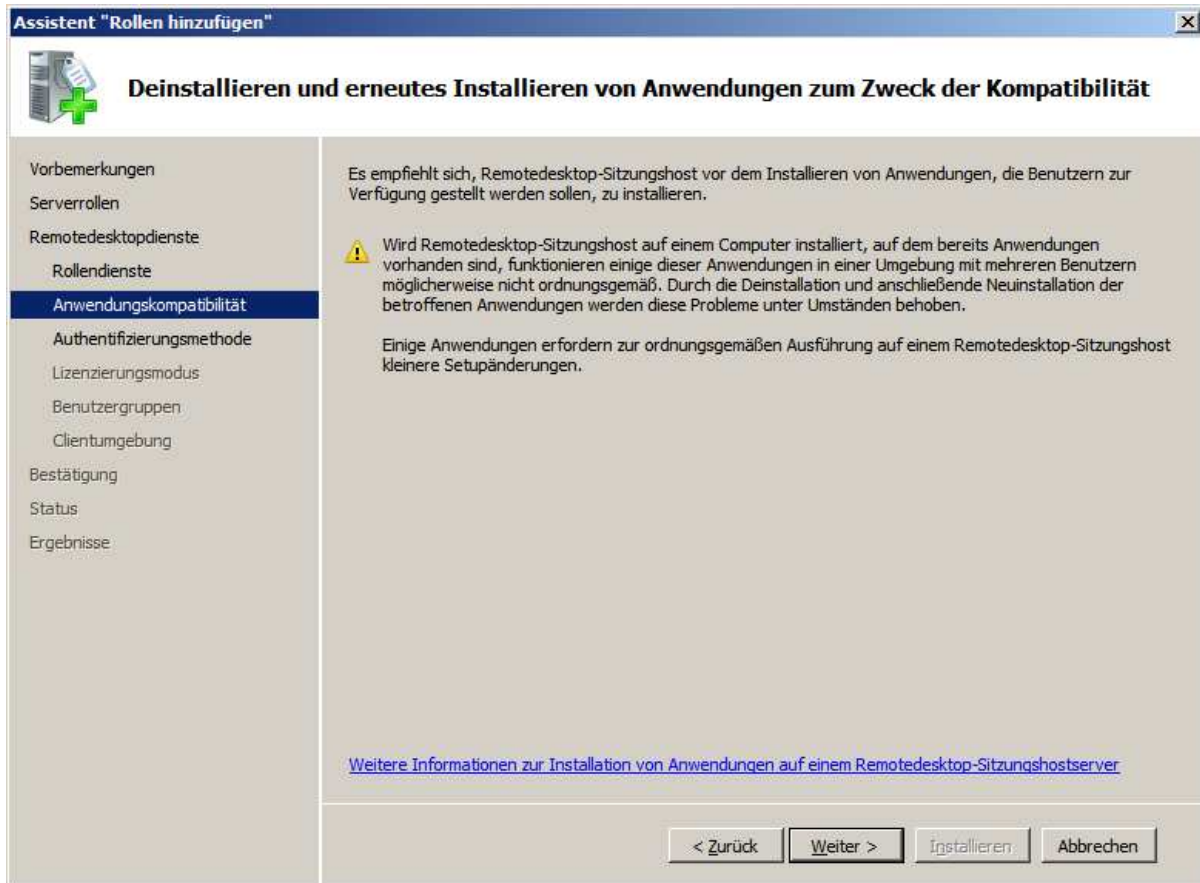 Assistent "Rollen hinzufügen"
Deinstallieren und erneutes Installieren von Anwendungen zum Zweck der Kompatibilität
Vorbemerkungen
Serverrollen
Remotedesktopdienste
Rollendienste
Anwendungskompatibilität
Authentifizierungsmethode
Lizenzierungsmodus
Benutzergruppen
Clientumgebung
Bestätigung
Status
Ergebnisse
Es empfiehlt sich, Remotedesktop-Sitzungshost vor dem Installieren von Anwendungen, die Benutzern zur
Verfügung gestellt werden sollen, zu installieren.
Wird Remotedesktop-Sitzungshost auf einem Computer installiert, auf dem bereits Anwendungen
vorhanden sind, funktionieren einige dieser Anwendungen in einer Umgebung mit mehreren Benutzern
möglicherweise nicht ordnungsgemäß. Durch die Deinstallation und anschließende Neuinstallation der
betroffenen Anwendungen werden diese Probleme unter Umständen behoben.
Einige Anwendungen erfordern zur ordnungsgemäßen Ausführung auf einem Remotedesktop-Sitzungshost
kleinere Setupänderungen.
Weitere Informationen zur Installation von Anwendungen auf einem Remotedesktop-Sitzungshostserver
< Zurück
Weiter >
Installieren
Abbrechen